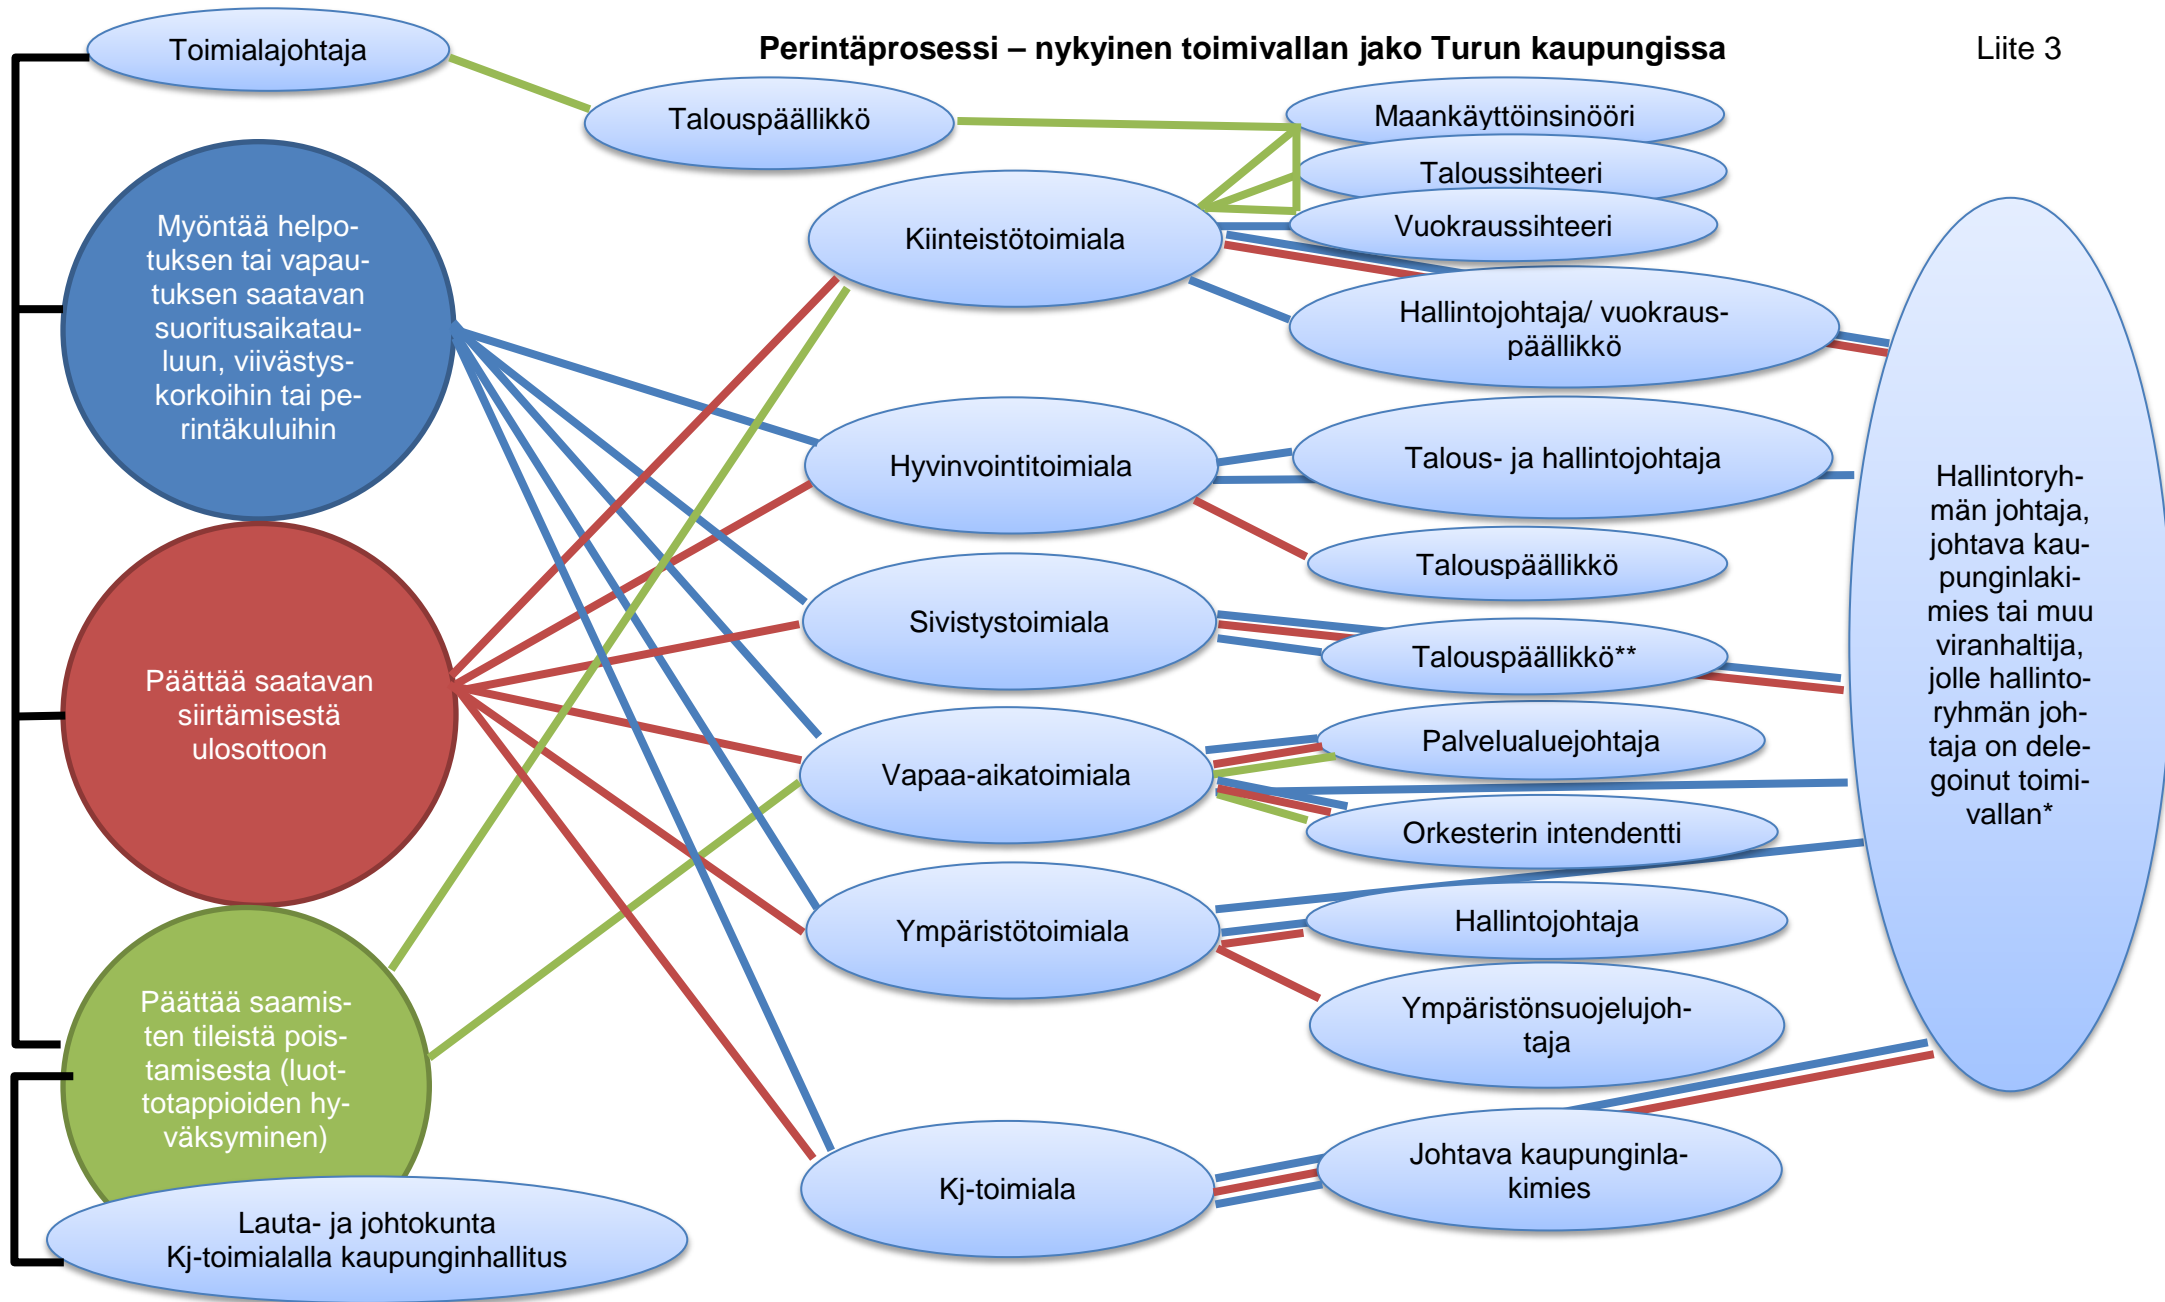 Perintäprosessi – nykyinen toimivallan jako Turun kaupungissa
Liite 3
Toimialajohtaja
Talouspäällikkö
Myöntää helpo-
tuksen tai vapau-
tuksen saatavan
suoritusaikatau-
luun, viivästys-
korkoihin tai pe-
rintäkuluihin
Päättää saatavan
siirtämisestä
ulosottoon
Päättää saamis-
ten tileistä pois-
tamisesta (luot-
totappioiden hy-
väksyminen)
Lauta- ja johtokunta
Kj-toimialalla kaupunginhallitus
Kiinteistötoimiala
Hyvinvointitoimiala
Sivistystoimiala
Vapaa-aikatoimiala
Ympäristötoimiala
Kj-toimiala
Maankäyttöinsinööri
Taloussihteeri
Vuokraussihteeri
Hallintojohtaja/ vuokraus-
päällikkö
Talous- ja hallintojohtaja
Talouspäällikkö
Talouspäällikkö**
Palvelualuejohtaja
Orkesterin intendentti
Hallintojohtaja
Ympäristönsuojelujoh-
taja
Johtava kaupunginla-
kimies
Hallintoryh-
män johtaja,
johtava kau-
punginlaki-
mies tai muu
viranhaltija,
jolle hallinto-
ryhmän joh-
taja on dele-
goinut toimi-
vallan*